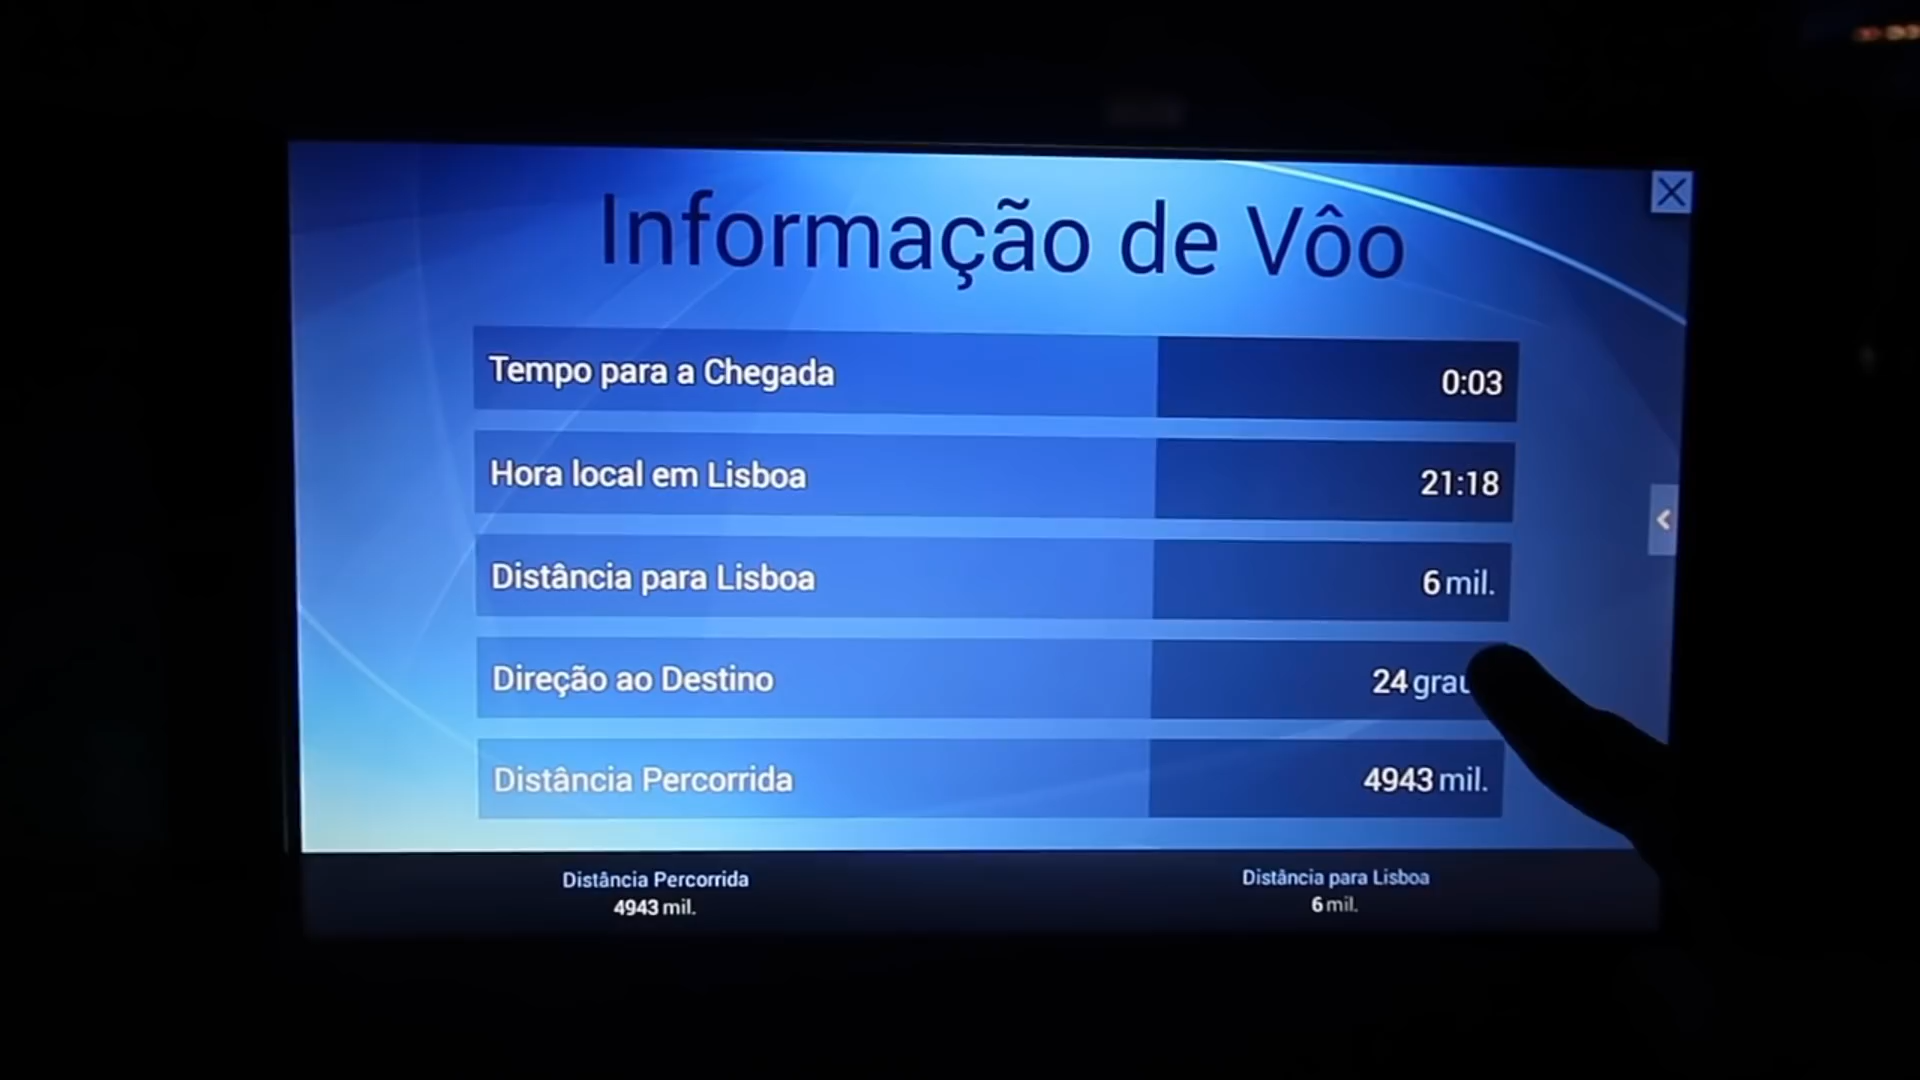 Informação de Vôo
Tempo para a Chegada 0:03
Hora local em Lisboa 21:18
Distância para Lisboa 6 mil.
Direção ao Destino 24 grau
Distância Percorrida 4943 mil.
Distância Percorrida
4943 mil.
Distância para Lisboa
6 mil.